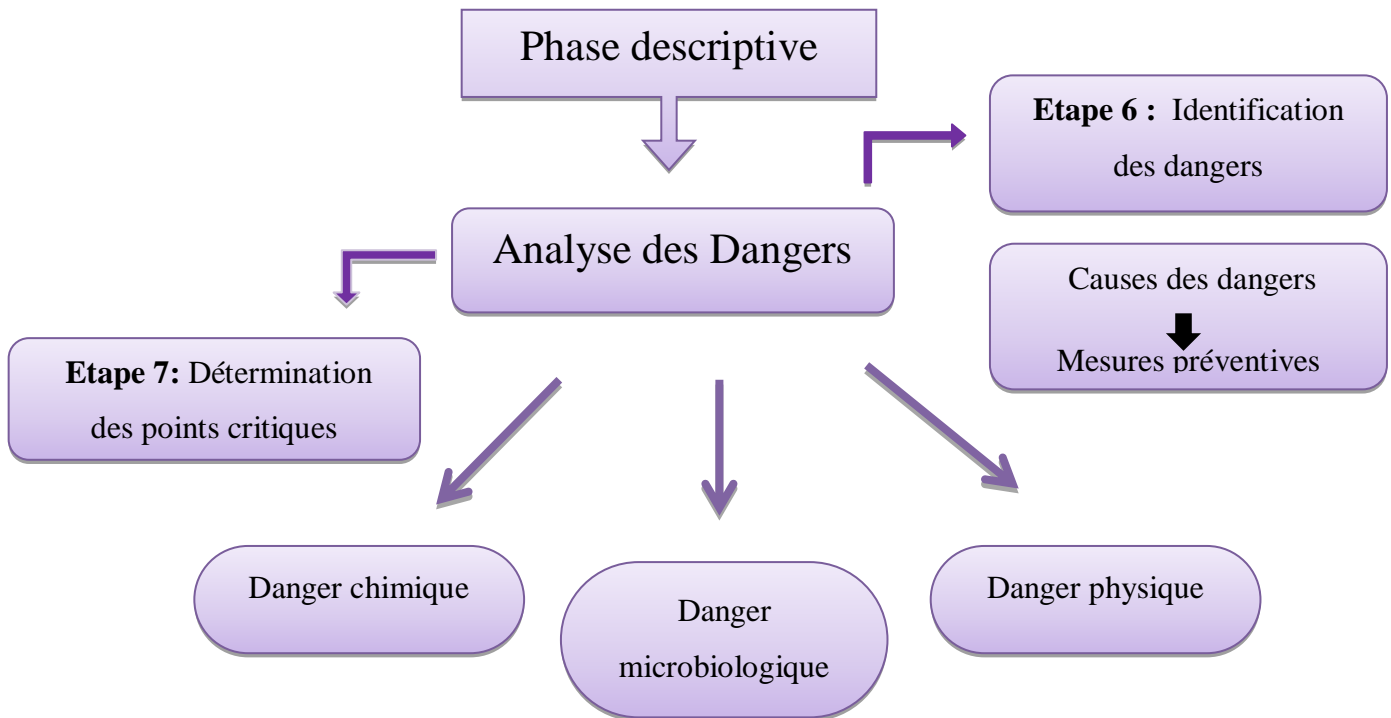 Phase descriptive
Etape 6 : Identification
des dangers
Analyse des Dangers
Causes des dangers
Mesures préventives
Etape 7: Détermination
des points critiques
Danger chimique
Danger
microbiologique
Danger physique